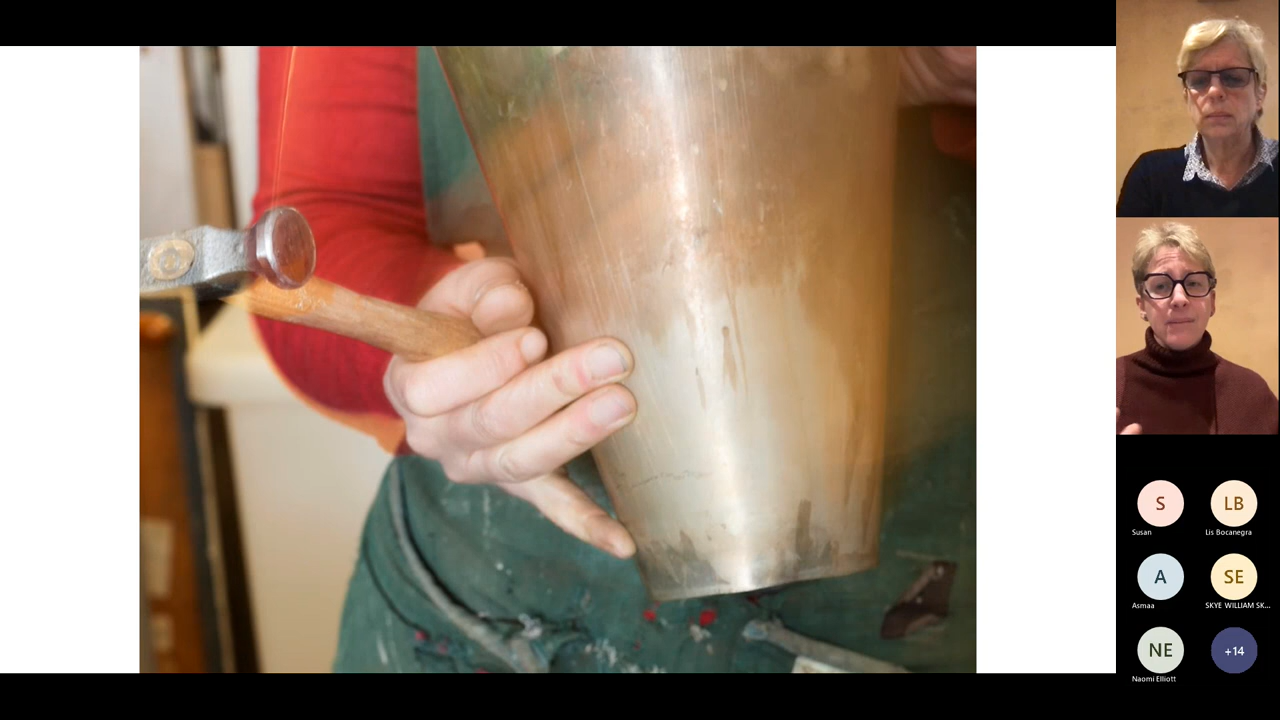 S
LB
Susan
Lis Bocanegra
A
SE
Asmaa
SKYE WILLIAM SK...
NE
+14
Naomi Elliott